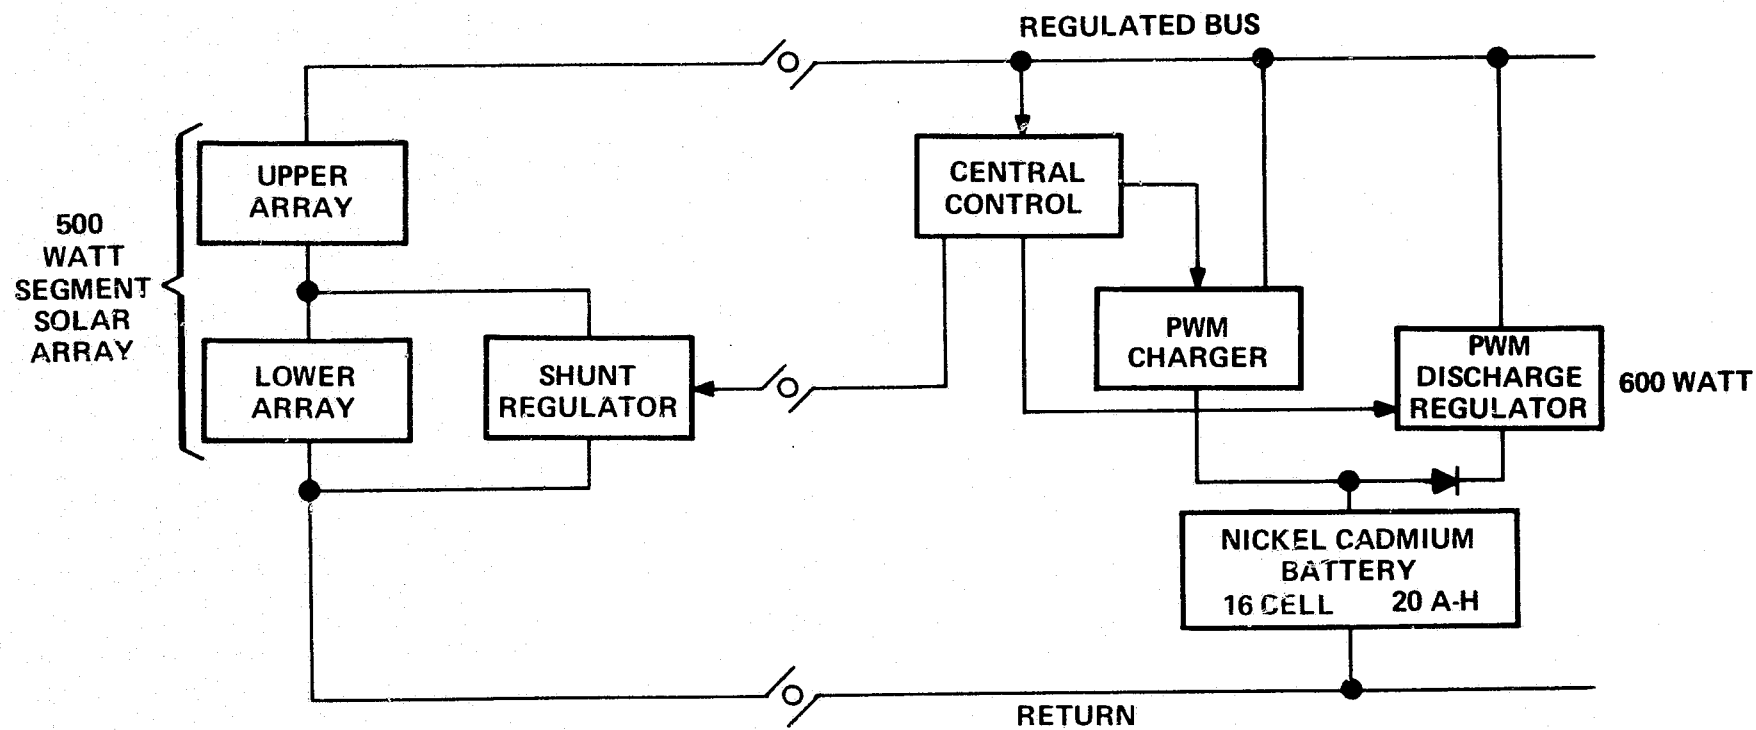 REGULATED BUS
500
WATT
SEGMENT
SOLAR
ARRAY
UPPER
ARRAY
LOWER
ARRAY
SHUNT
REGULATOR
CENTRAL
CONTROL
PWM
CHARGER
PWM
DISCHARGE
REGULATOR
600 WATT
NICKEL CADMIUM
BATTERY
16 CELL 20 A-H
RETURN